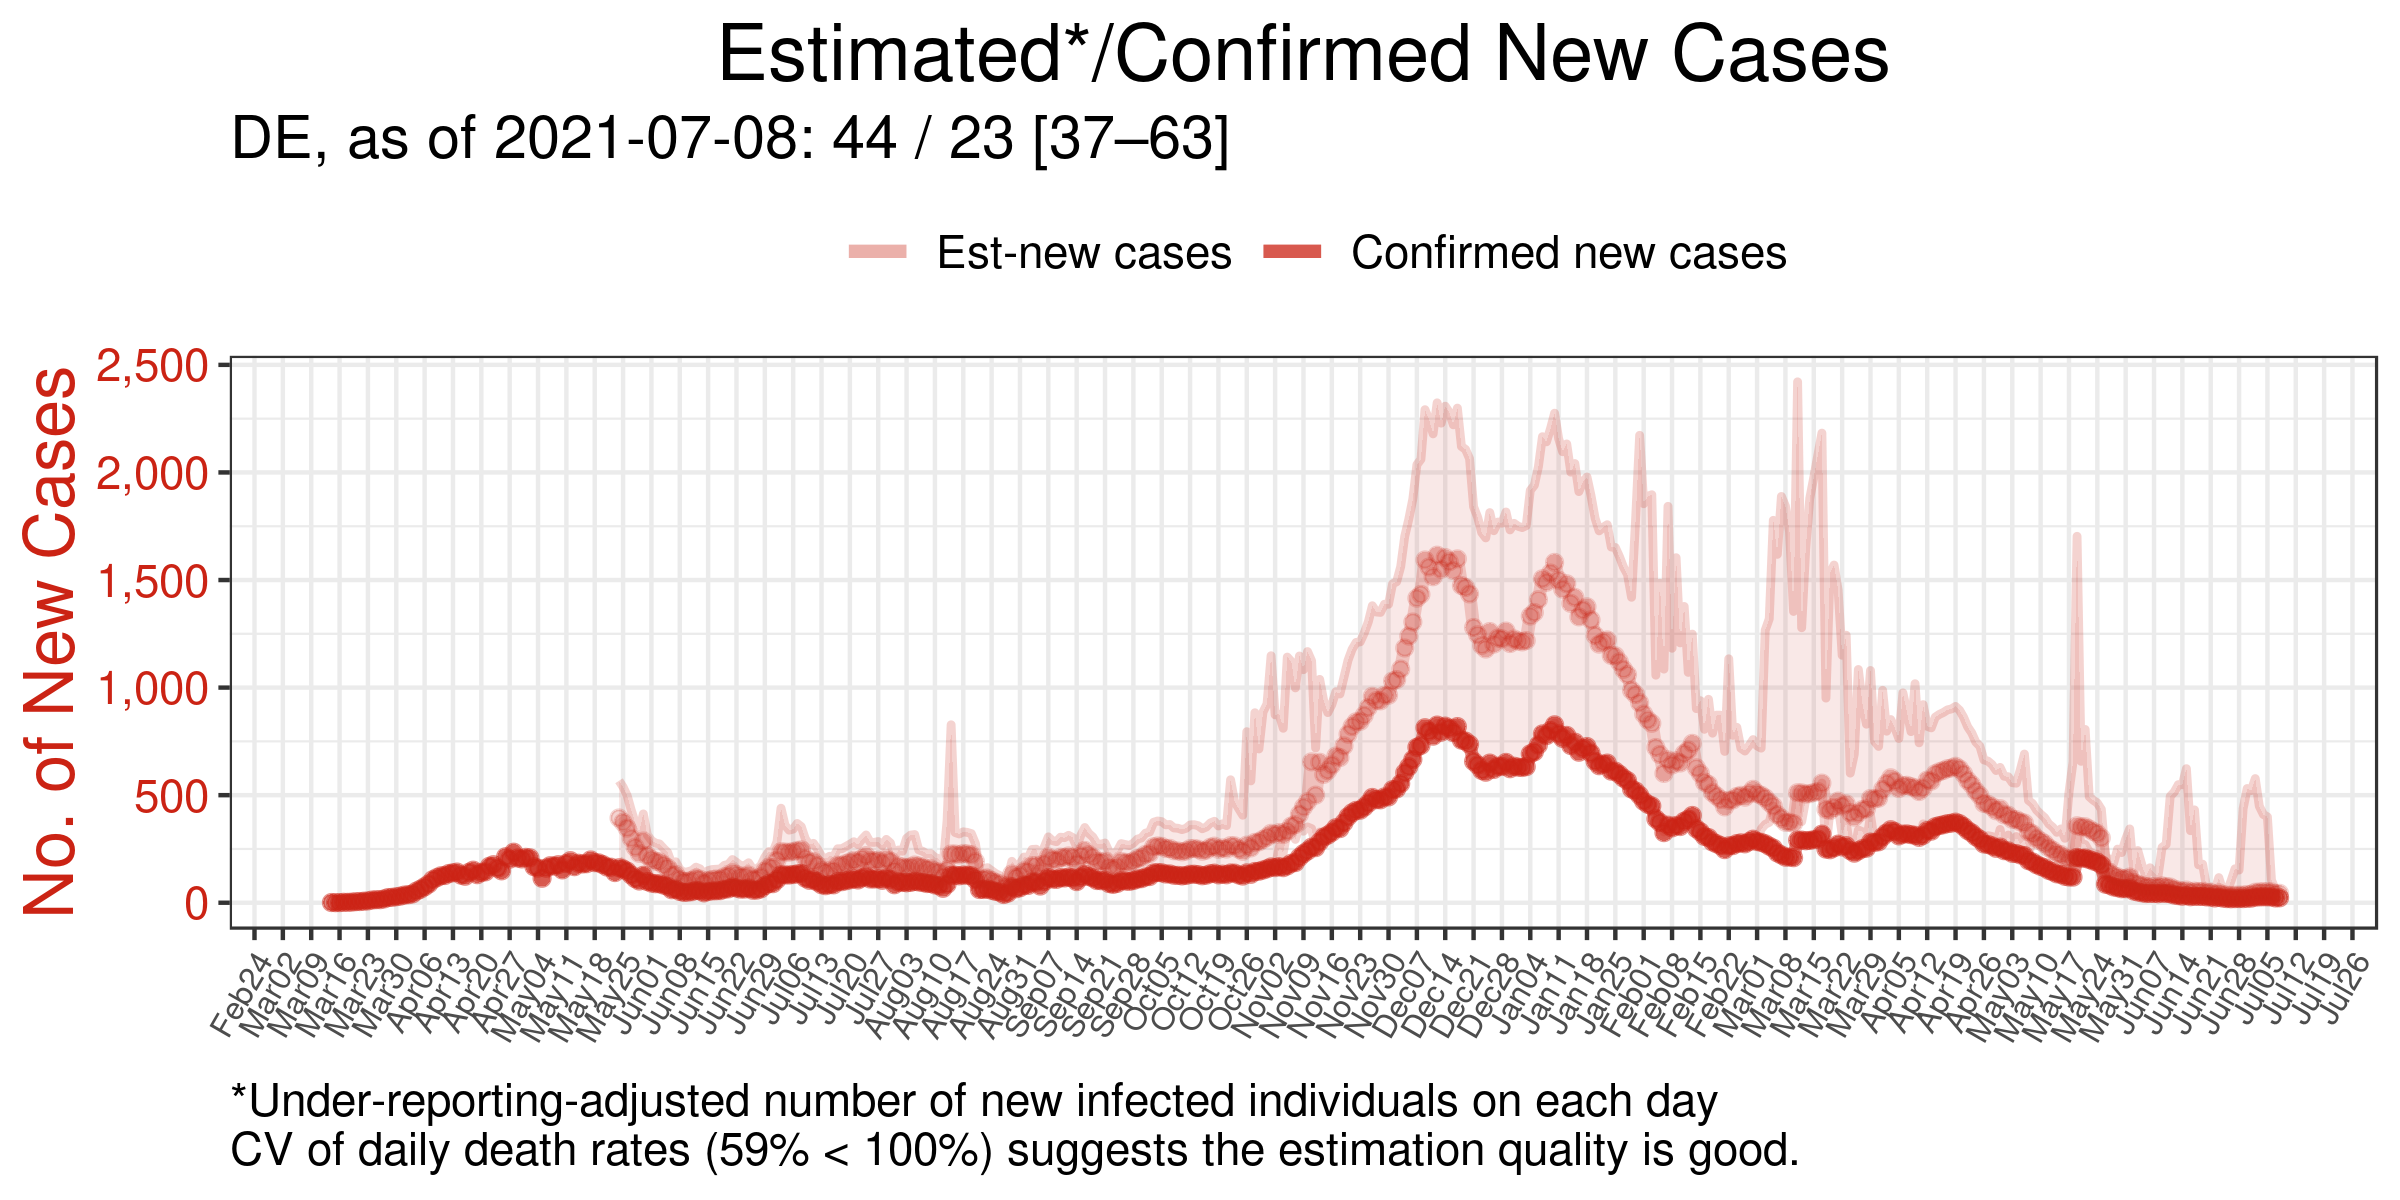 Estimated*/Confirmed New Cases
DE, as of 2021-07-08: 44 / 23 [37–63]
Est-new cases Confirmed new cases
No. of New Cases
2,500
2,000
1,500
1,000
500
0
Feb24 Mar02 Mar09 Mar16 Mar23 Mar30 Apr06 Apr13 Apr20 Apr27 May04 May11 May18 May25 Jun01 Jun08 Jun15 Jun22 Jun29 Jul06 Jul13 Jul20 Jul27 Aug03 Aug10 Aug17 Aug24 Aug31 Sep07 Sep14 Sep21 Sep28 Oct05 Oct12 Oct19 Oct26 Nov02 Nov09 Nov16 Nov23 Nov30 Dec07 Dec14 Dec21 Dec28 Jan04 Jan11 Jan18 Jan25 Feb01 Feb08 Feb15 Feb22 Mar01 Mar08 Mar15 Mar22 Mar29 Apr05 Apr12 Apr19 Apr26 May03 May10 May17 May24 May31 Jun07 Jun14 Jun21 Jun28 Jul05 Jul12 Jul19 Jul26
*Under-reporting-adjusted number of new infected individuals on each day
CV of daily death rates (59% < 100%) suggests the estimation quality is good.